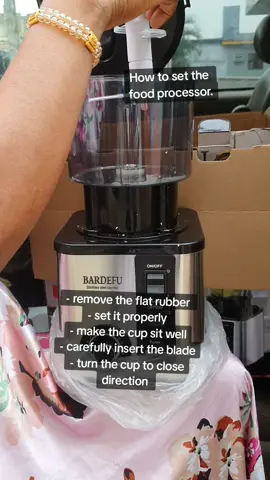 How to set the
food processor.
BARDEFU
ON/OFF
- remove the flat rubber
- set it properly
- make the cup sit well
- carefully insert the blade
- turn the cup to close
direction